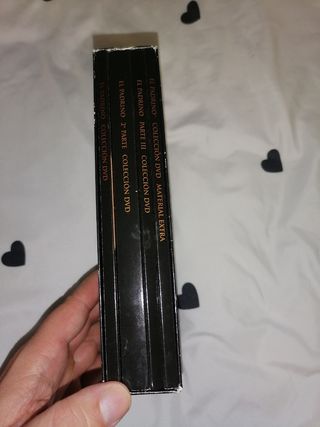 EL PADRINO COLECCIÓN DVD
EL PADRINO 2ª PARTE COLECCIÓN DVD
EL PADRINO PARTE III COLECCIÓN DVD
EL PADRINO COLECCIÓN DVD MATERIAL EXTRA